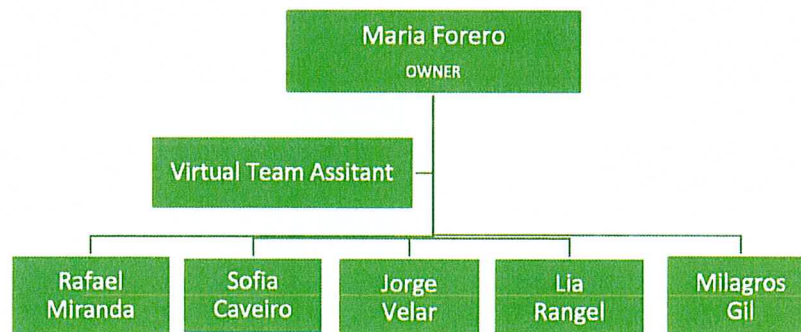 Maria Forero
OWNER
Virtual Team Assitant
Rafael
Miranda
Sofia
Caveiro
Jorge
Velar
Lia
Rangel
Milagros
Gil